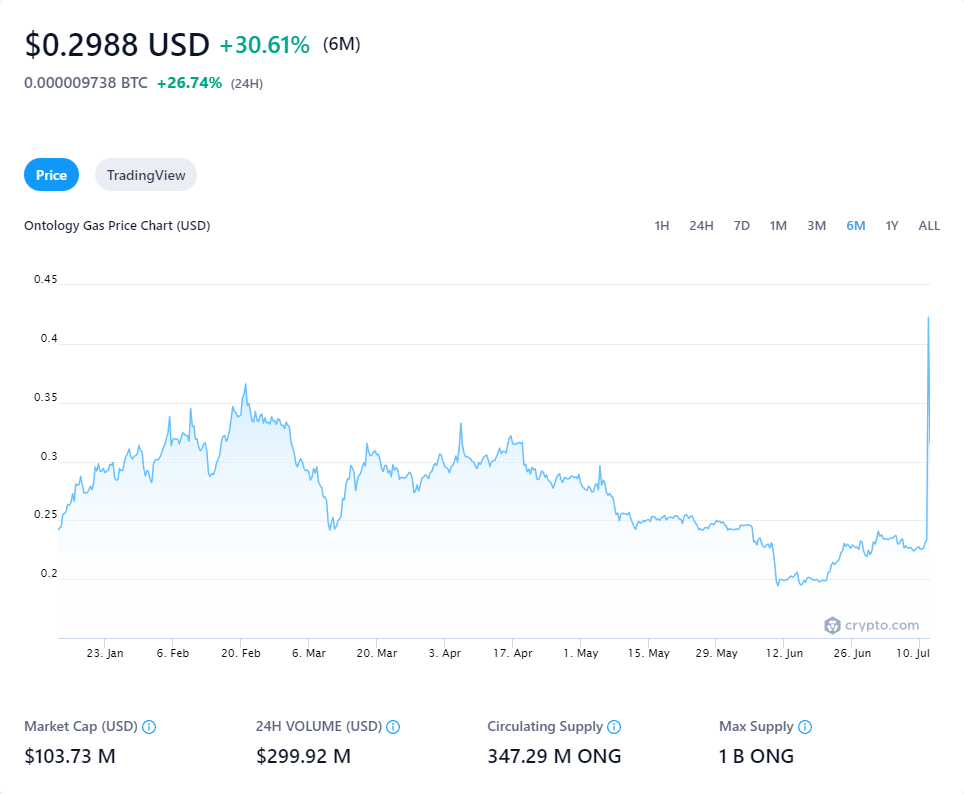 $0.2988 USD +30.61% (6M)
0.000009738 BTC +26.74% (24H)
Price TradingView
Ontology Gas Price Chart (USD) 1H 24H 7D 1M 3M 6M 1Y ALL
0.45
0.4
0.35
0.3
0.25
0.2
crypto.com
23. Jan 6. Feb 20. Feb 6. Mar 20. Mar 3. Apr 17. Apr 1. May 15. May 29. May 12. Jun 26. Jun 10. Jul
Market Cap (USD) 24H VOLUME (USD) Circulating Supply Max Supply
$103.73 M $299.92 M 347.29 M ONG 1 B ONG